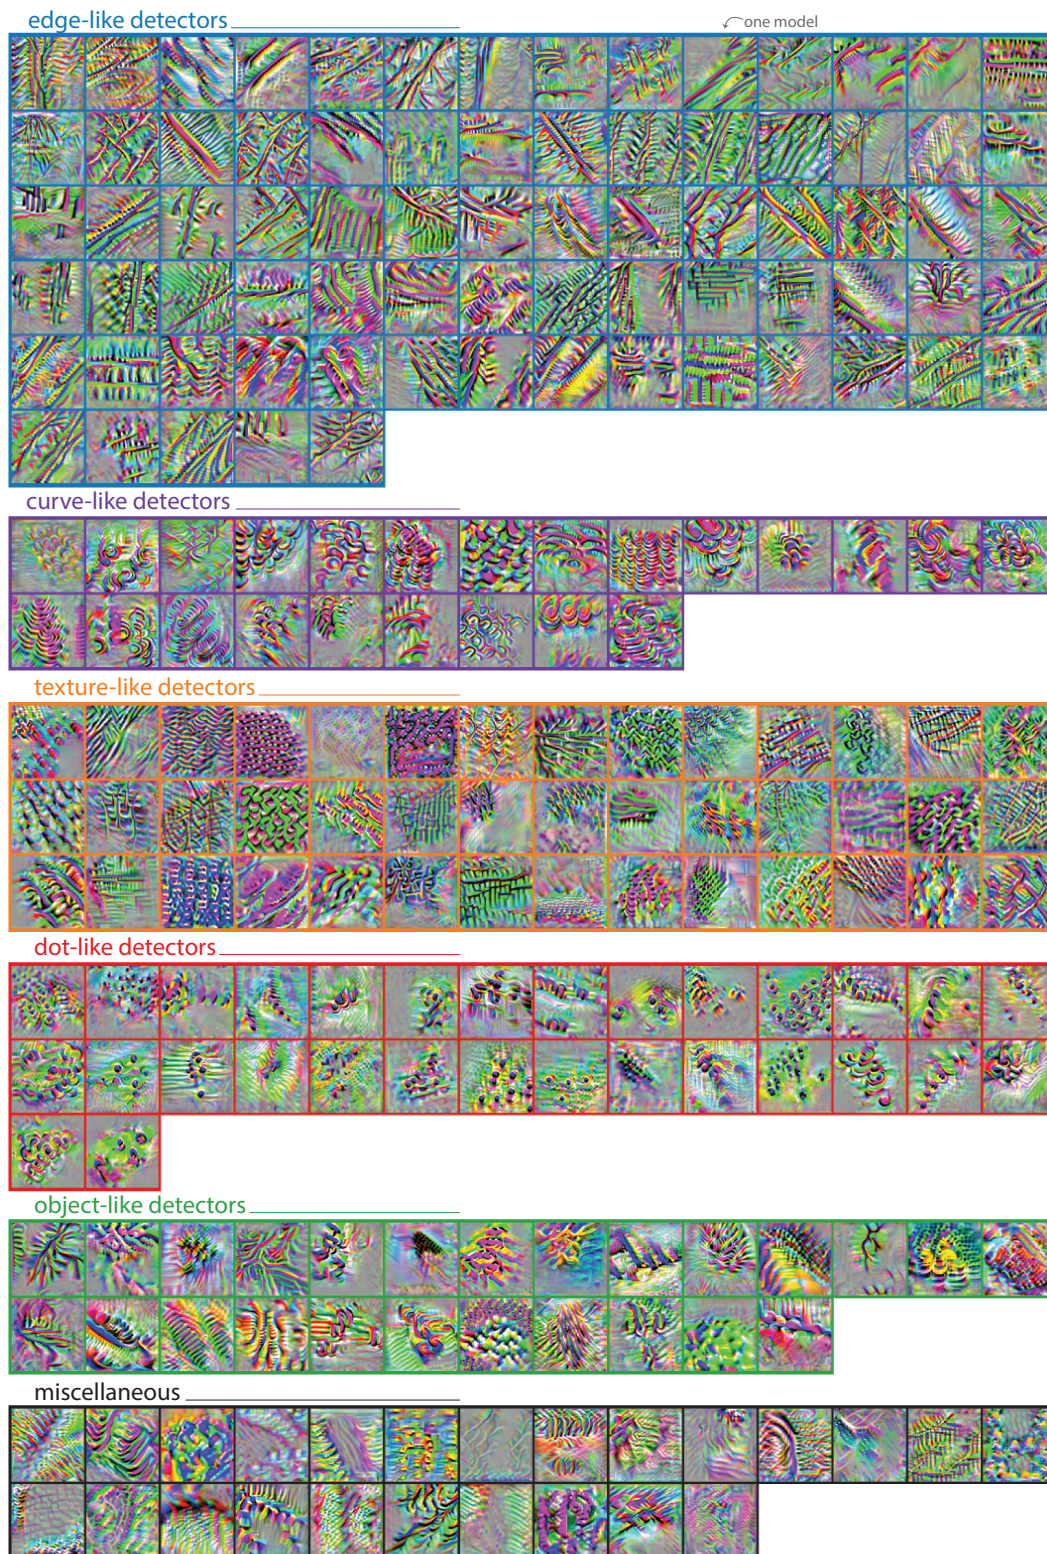 edge-like detectors
one model
curve-like detectors
texture-like detectors
dot-like detectors
object-like detectors
miscellaneous